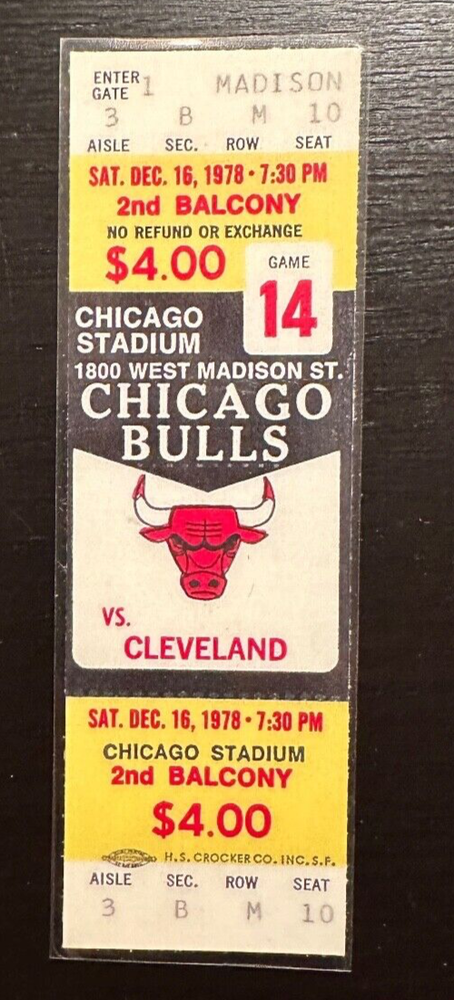 ENTER GATE 1 MADISON
3 B M 10
AISLE SEC. ROW SEAT
SAT. DEC. 16, 1978 • 7:30 PM
2nd BALCONY
NO REFUND OR EXCHANGE
$4.00
GAME
14
CHICAGO
STADIUM
1800 WEST MADISON ST.
CHICAGO
BULLS
VS.
CLEVELAND
SAT. DEC. 16, 1978 • 7:30 PM
CHICAGO STADIUM
2nd BALCONY
$4.00
H.S. CROCKER CO. INC. S.F.
AISLE SEC. ROW SEAT
3 B M 10